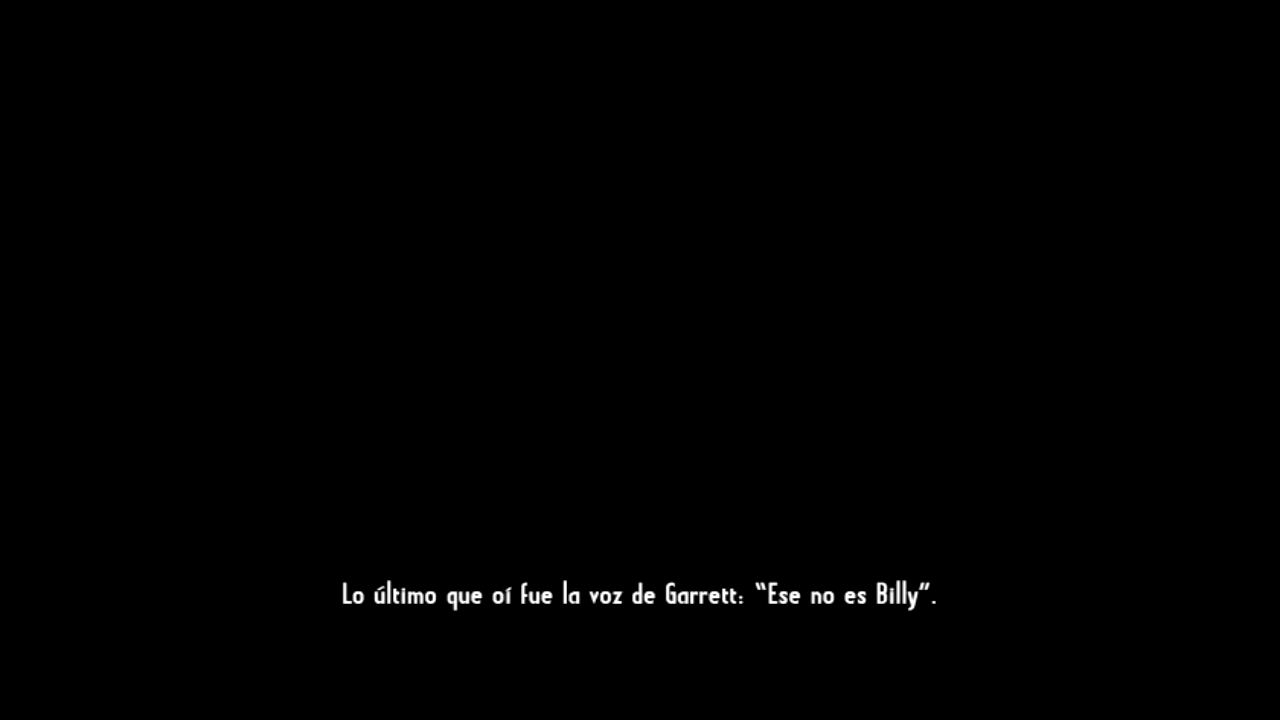 Lo último que oí fue la voz de Garrett: “Ese no es Billy”.